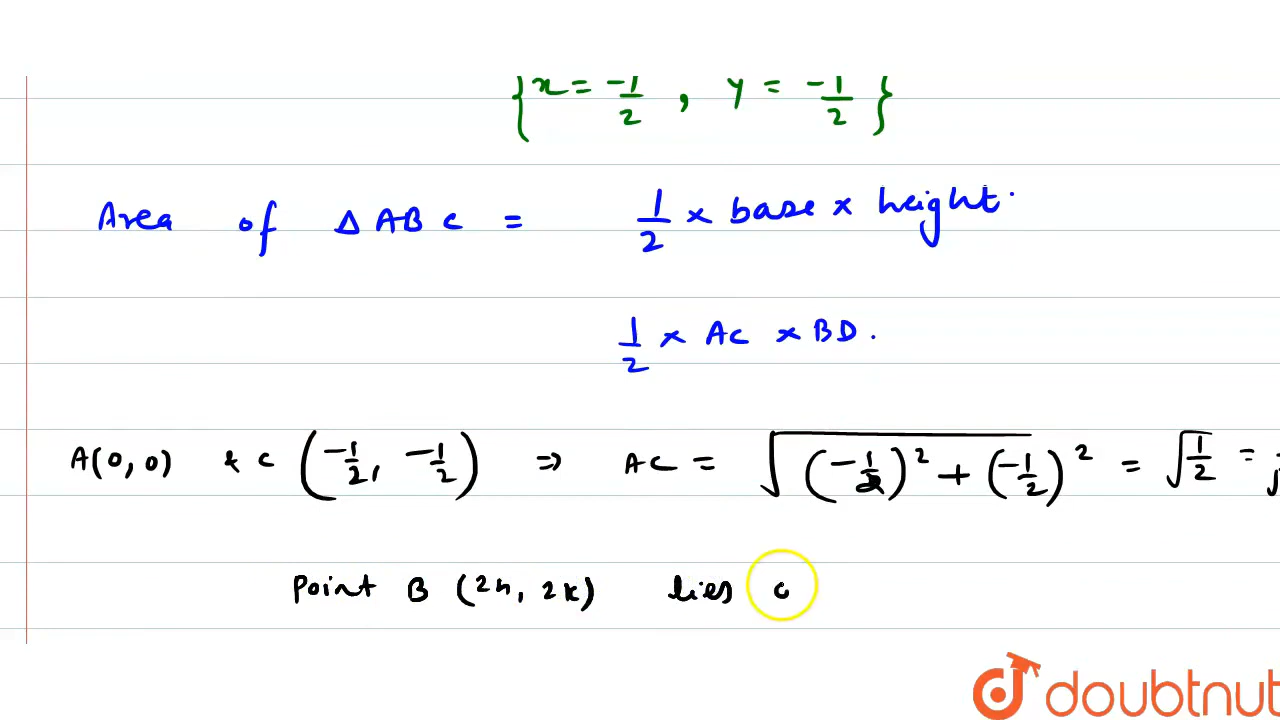 {x = -1/2 , y = -1/2}
Area of Δ ABC = 1/2 × base × height.
1/2 × AC × BD.
A(0,0) & C (-1/2, -1/2) ⇒ AC = √((-1/2)² + (-1/2)²) = √(1/2) =
Point B (2h, 2k) lies o
doubtnut